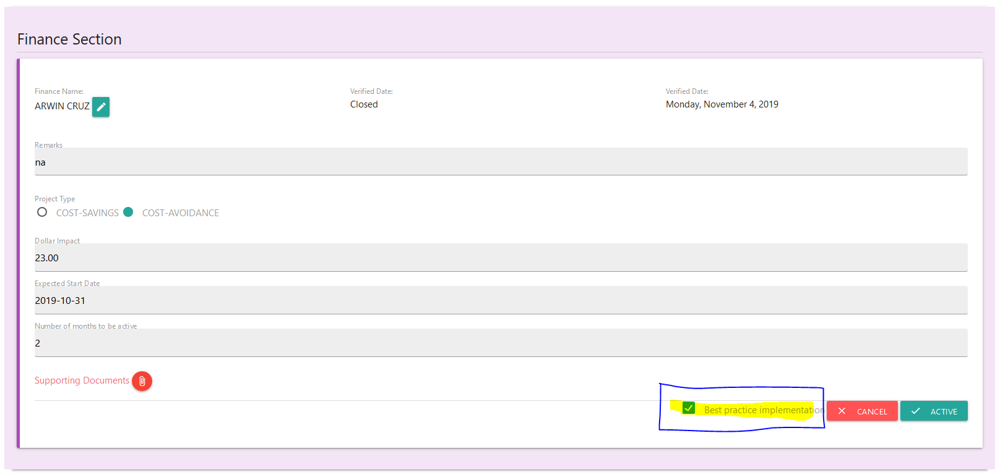 Finance Section
Finance Name:
ARWIN CRUZ
Verified Date:
Closed
Verified Date:
Monday, November 4, 2019
Remarks
na
Project Type
COST-SAVINGS COST-AVOIDANCE
Dollar Impact
23.00
Expected Start Date
2019-10-31
Number of months to be active
2
Supporting Documents
Best practice implementation CANCEL ACTIVE